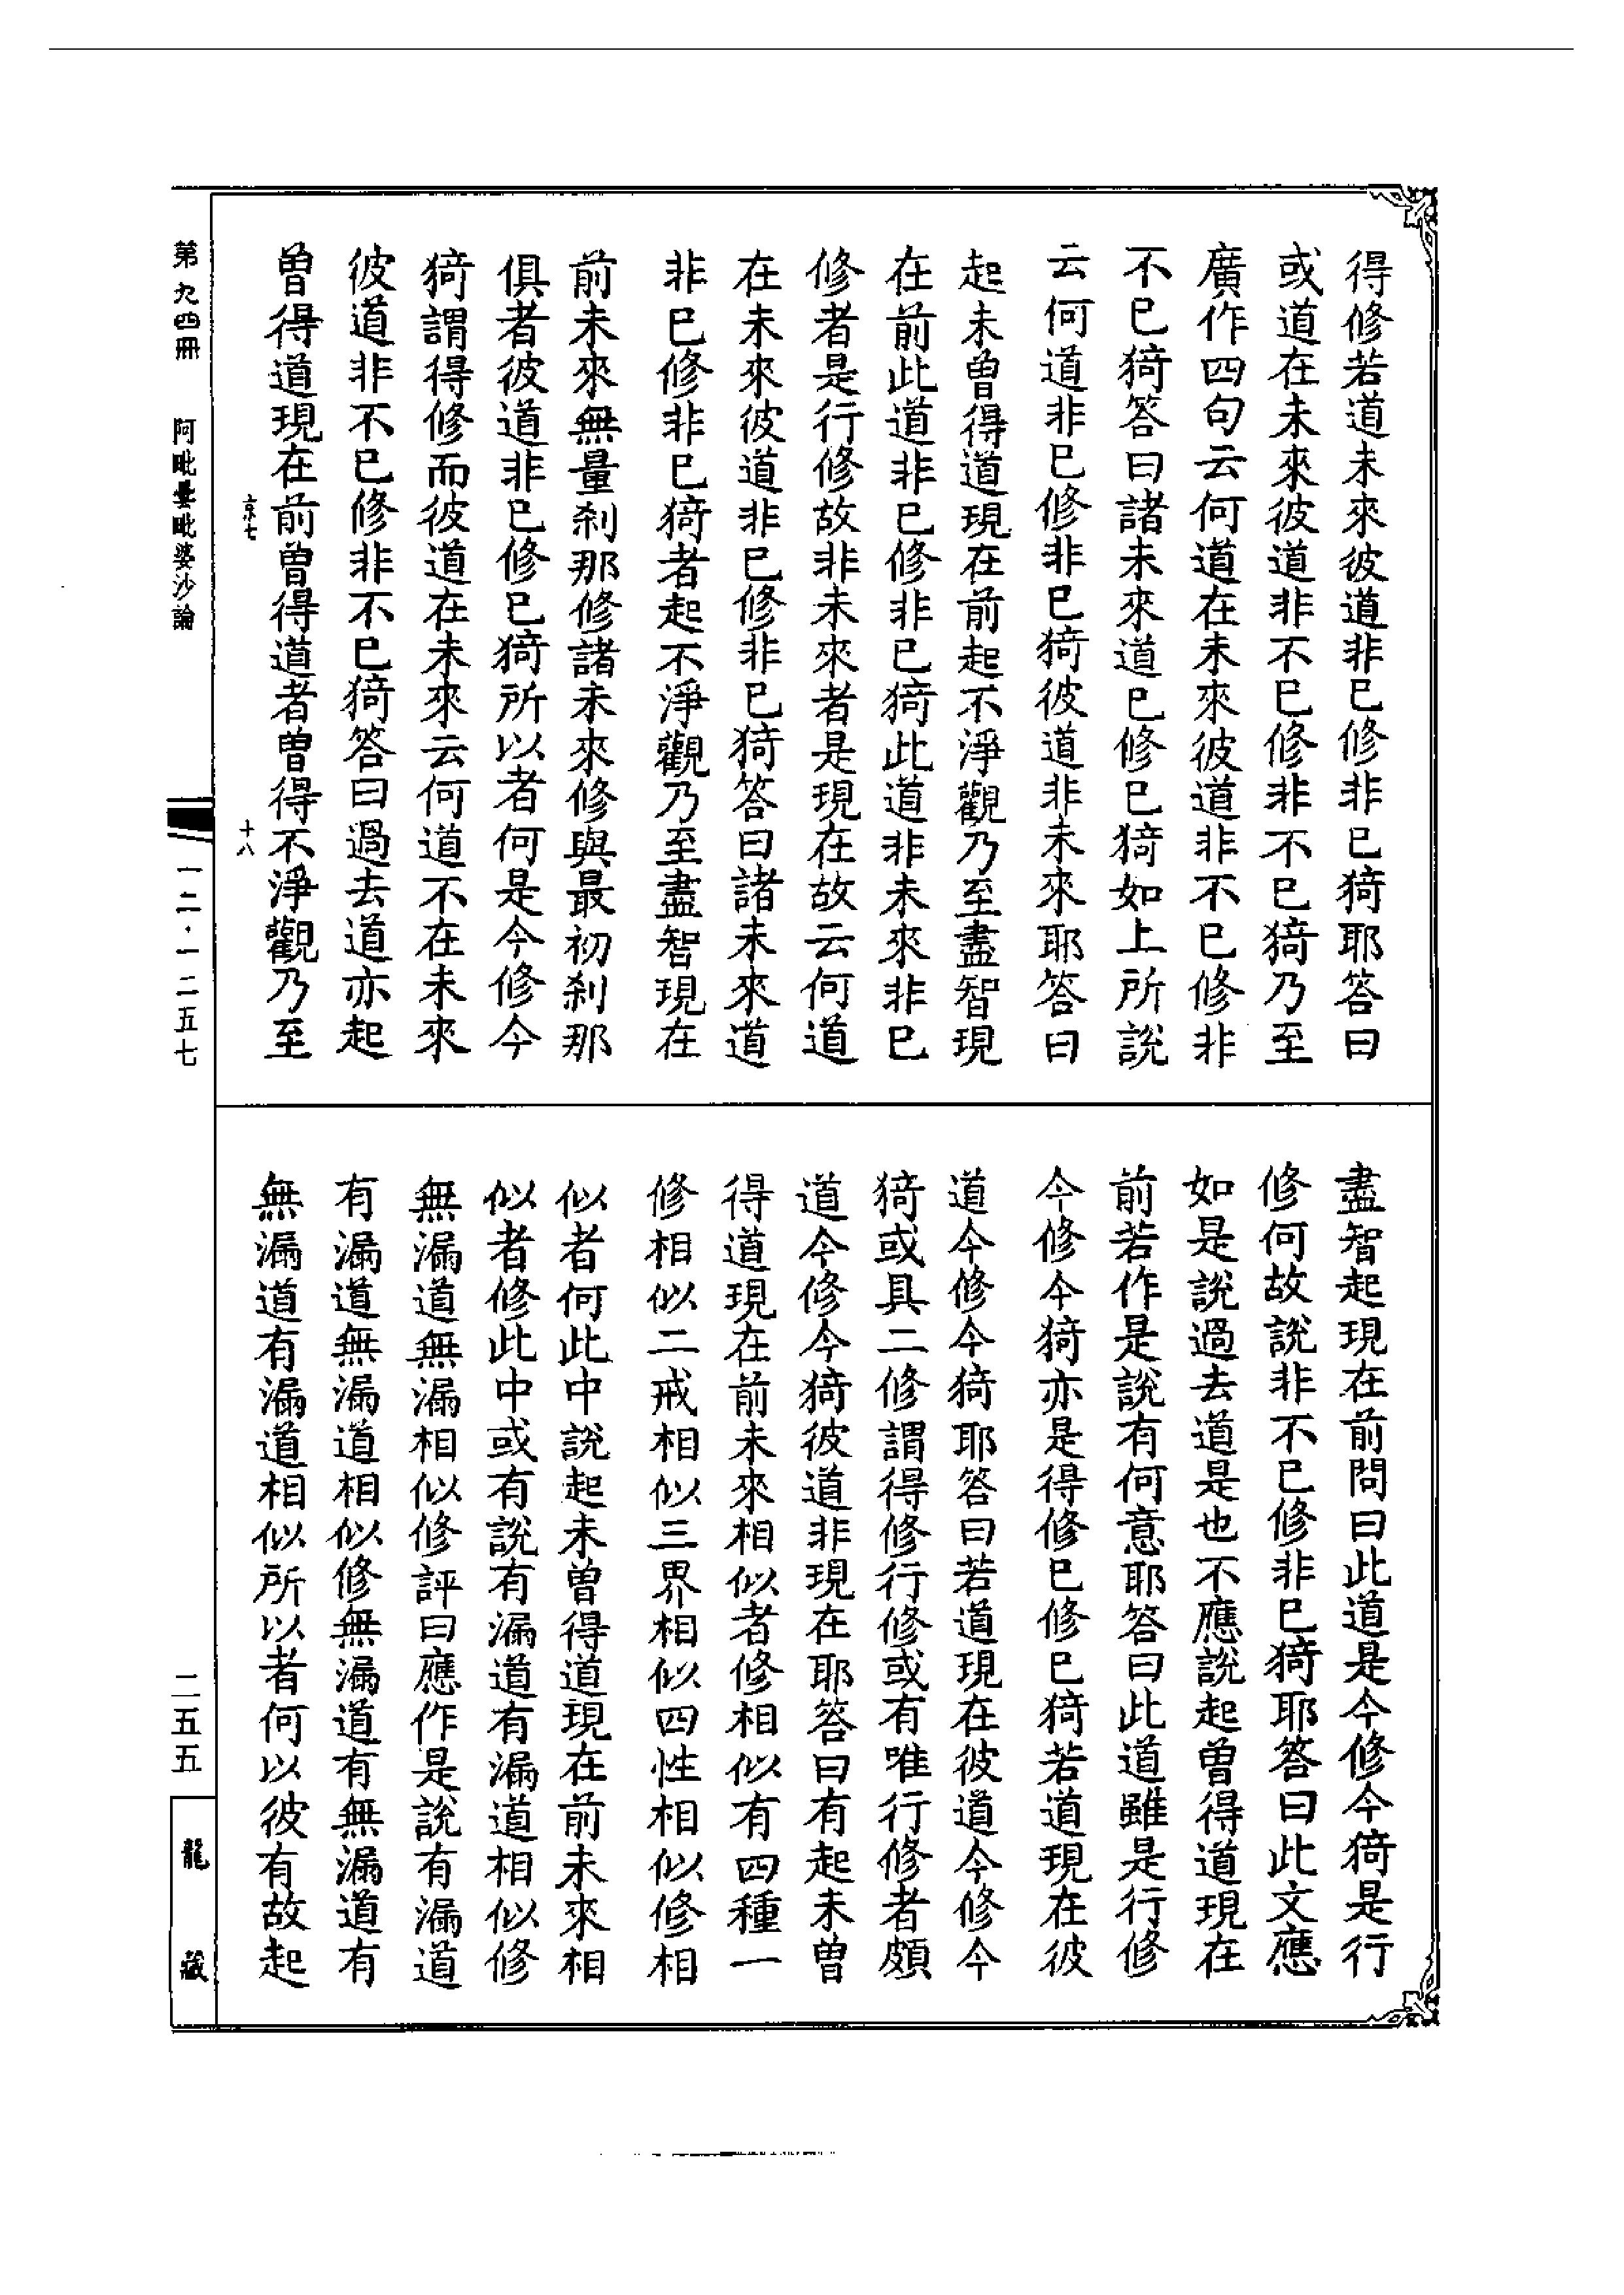 得修若道未來彼道非已修非已猗耶答曰
或道在未來彼道非不已修非不已猗乃至
廣作四句云何道在未來彼道非不已修非
不已猗答曰諸未來道已修已猗如上所說
云何道非已修非已猗彼道非未來耶答曰
起未曾得道現在前起不淨觀乃至盡智現
在前此道非已修非已猗此道非未來非已
修者是行修故非未來者是現在故云何道
在未來彼道非已修非已猗答曰諸未來道
非已修非已猗者起不淨觀乃至盡智現在
前未來無量剎那修諸未來修與最初剎那
俱者彼道非已修已猗所以者何是今修今
猗謂得修而彼道在未來云何道不在未來
彼道非不已修非不已猗答曰過去道亦起
曾得道現在前曾得道者曾得不淨觀乃至
盡智起現在前問曰此道是今修今猗是行
修何故說非不已修非已猗耶答曰此文應
如是說過去道是也不應說起曾得道現在
前若作是說有何意耶答曰此道雖是行修
今修今猗亦是得修已修已猗若道現在彼
道今修今猗耶答曰若道現在彼道今修今
猗或具二修謂得修行修或有唯行修者頗
道今修今猗彼道非現在耶答曰有起未曾
得道現在前未來相似者修相似有四種一
修相似二戒相似三界相似四性相似修相
似者何此中說起未曾得道現在前未來相
似者修此中或有說有漏道有漏道相似修
無漏道無漏相似修評曰應作是說有漏道
有漏道無漏道相似修無漏道有無漏道有
無漏道有漏道相似所以者何以彼有故起
京七
十八
第九四冊
阿毗曇毗婆沙論
一二·一二五七
二五五
龍藏